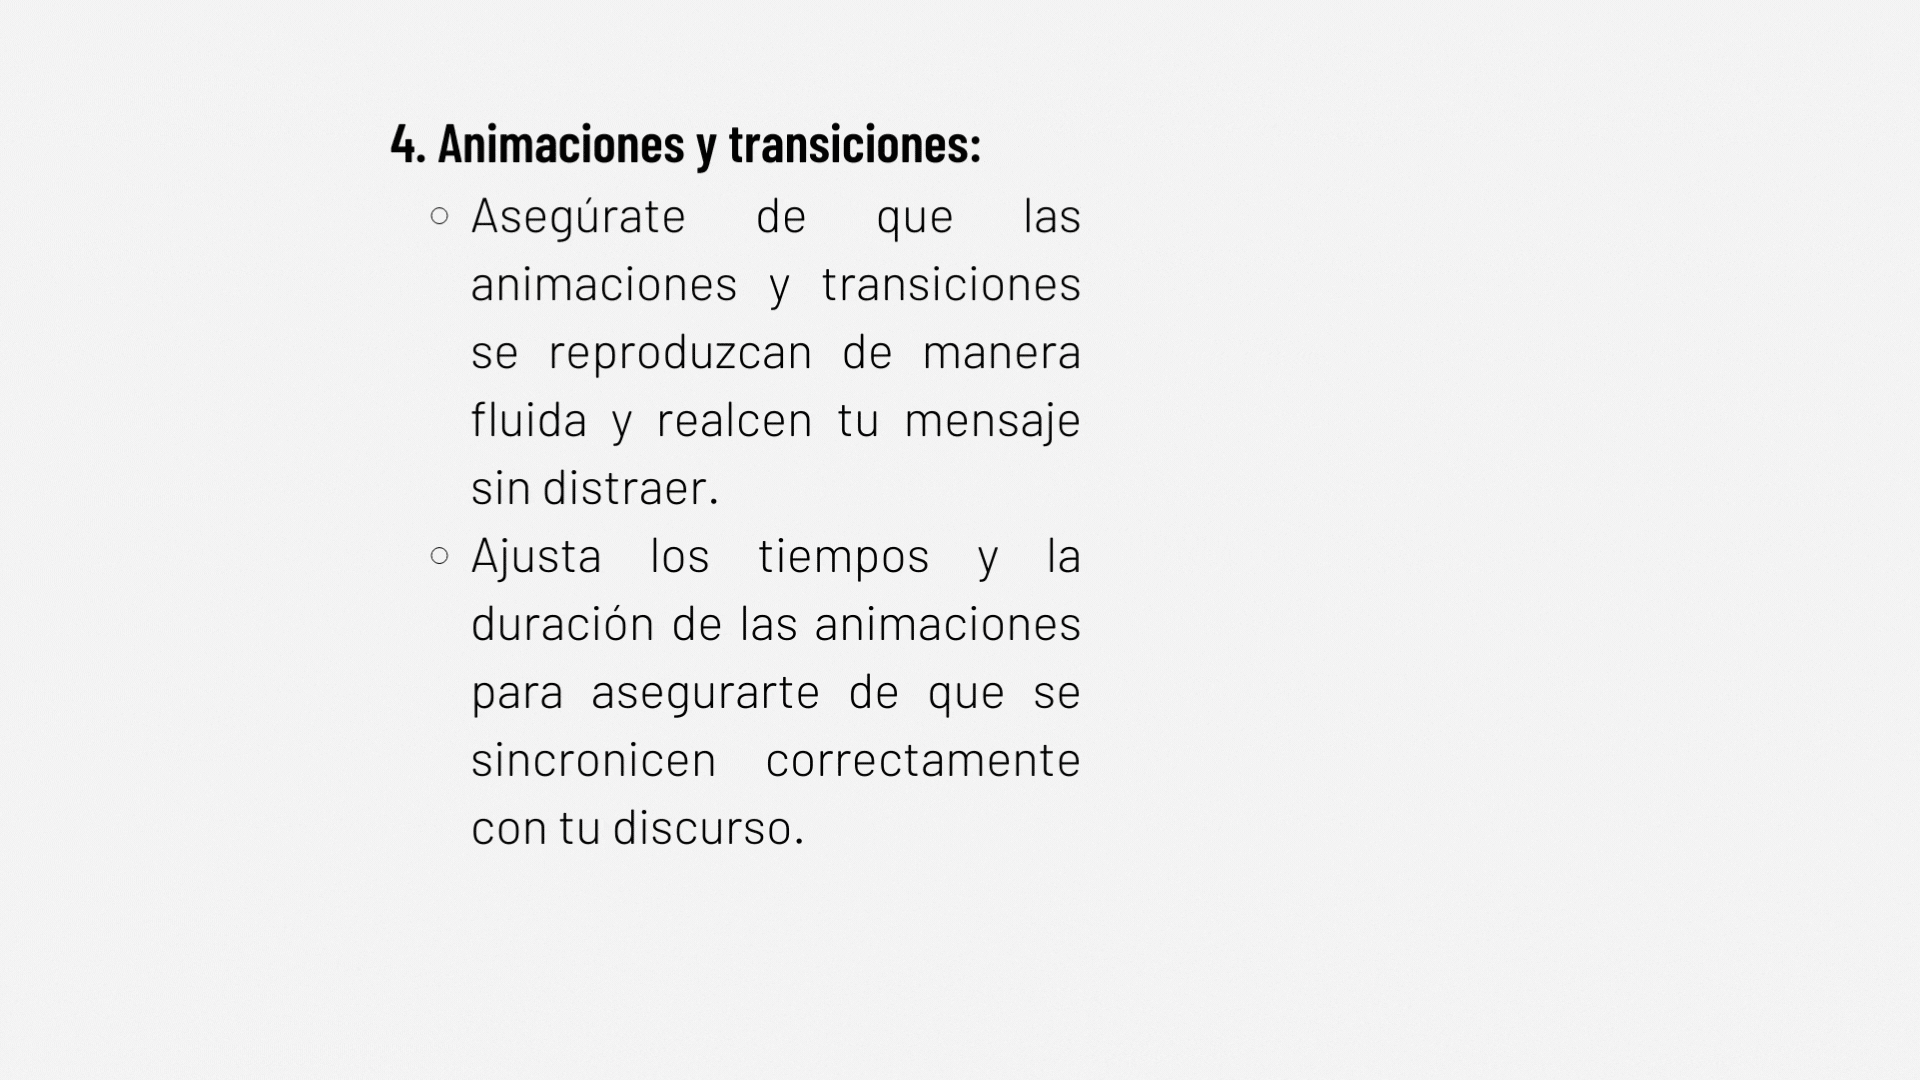 4. Animaciones y transiciones:
○ Asegúrate de que las
animaciones y transiciones
se reproduzcan de manera
fluida y realcen tu mensaje
sin distraer.
○ Ajusta los tiempos y la
duración de las animaciones
para asegurarte de que se
sincronicen correctamente
con tu discurso.